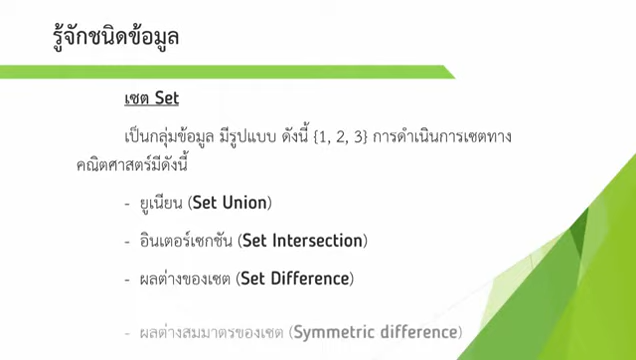 รู้จักชนิดข้อมูล
เซต Set
เป็นกลุ่มข้อมูล มีรูปแบบ ดังนี้ {1, 2, 3} การดำเนินการเซตทาง
คณิตศาสตร์มีดังนี้
- ยูเนียน (Set Union)
- อินเตอร์เซกชัน (Set Intersection)
- ผลต่างของเซต (Set Difference)
- ผลต่างสมมาตรของเซต (Symmetric difference)